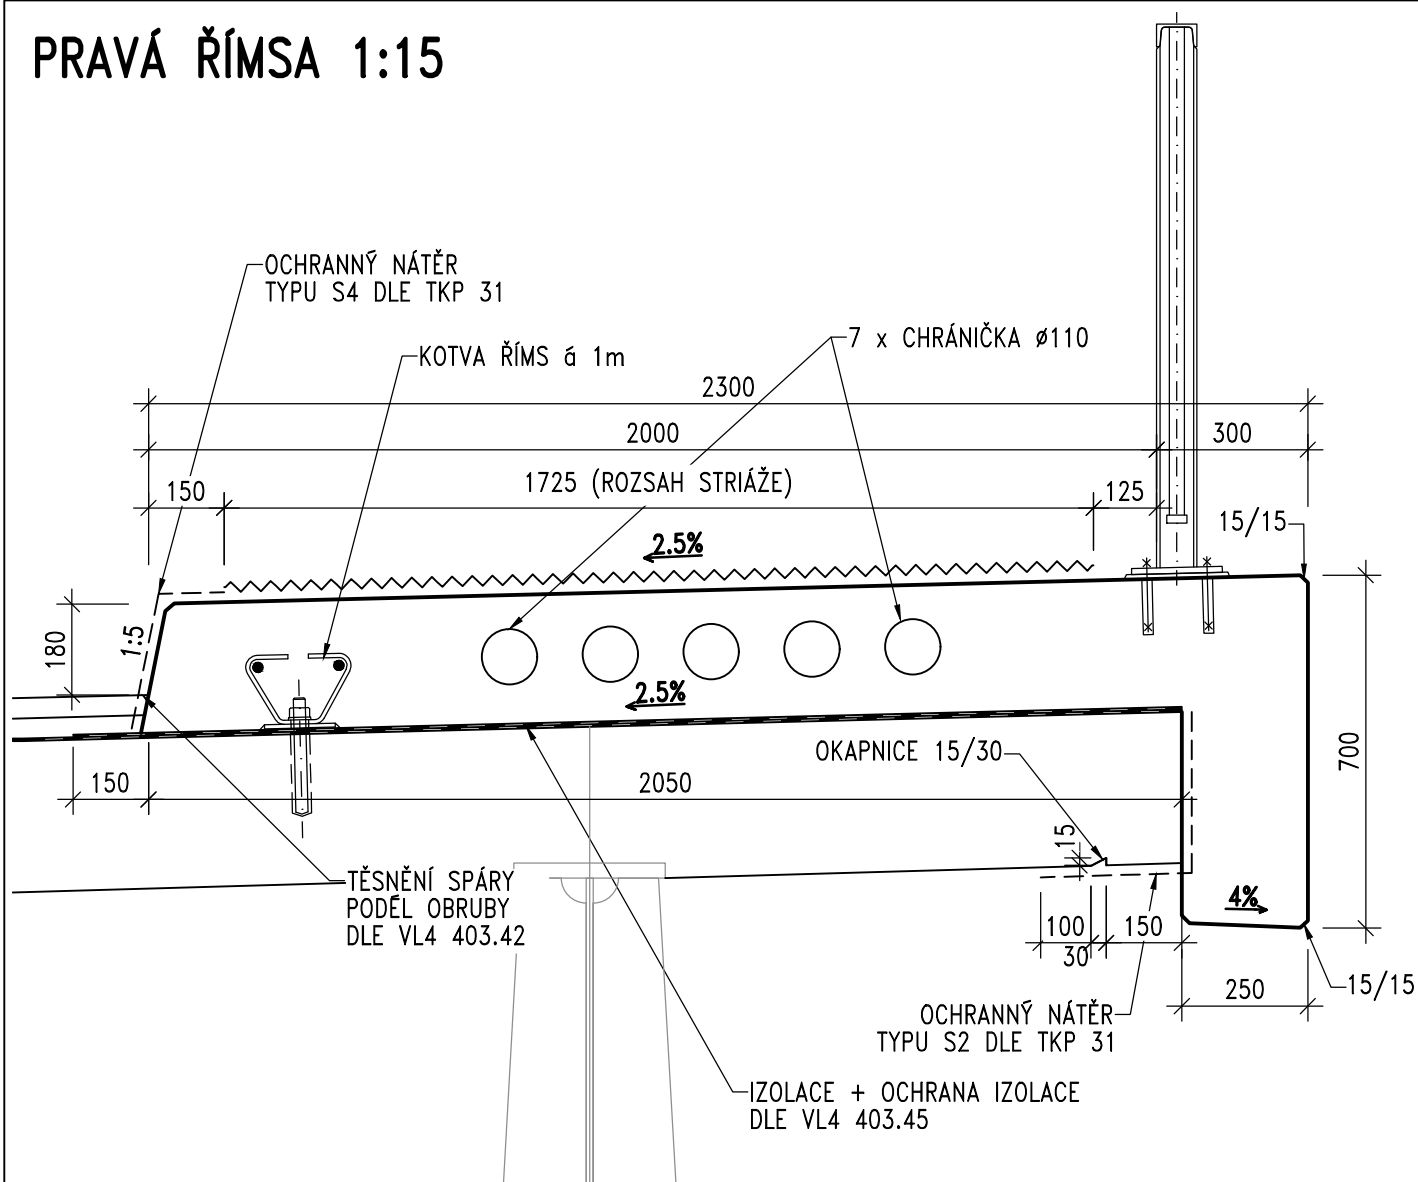 PRAVÁ ŘÍMSA 1:15
OCHRANNÝ NÁTĚR
TYPU S4 DLE TKP 31
KOTVA ŘÍMS á 1m
7 x CHRÁNIČKA ø110
2300
2000
300
1725 (ROZSAH STRIÁŽE)
150
125
15/15
2.5%
180
1:5
2.5%
OKAPNICE 15/30
700
150
2050
15
TĚSNĚNÍ SPÁRY
PODÉL OBRUBY
DLE VL4 403.42
4%
100
30
150
250
15/15
OCHRANNÝ NÁTĚR
TYPU S2 DLE TKP 31
IZOLACE + OCHRANA IZOLACE
DLE VL4 403.45